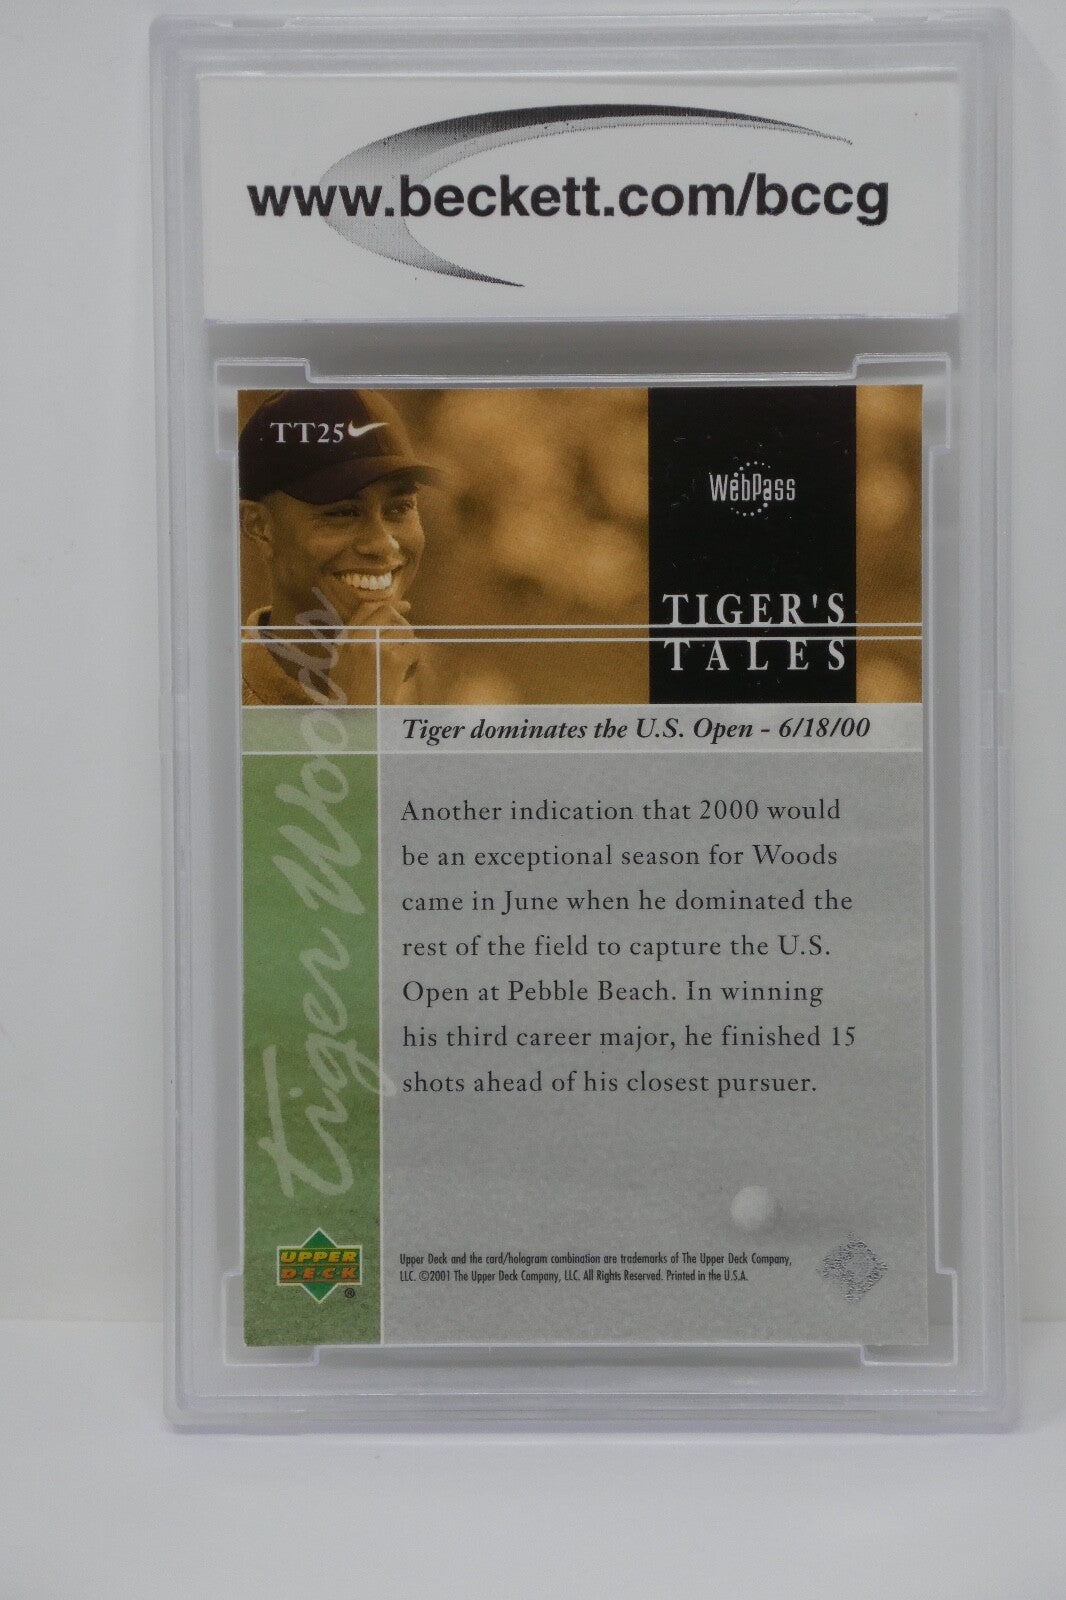 www.beckett.com/bccg
TT25
WebPass
TIGER'S
TALES
Tiger Woods
Tiger dominates the U.S. Open - 6/18/00
Another indication that 2000 would
be an exceptional season for Woods
came in June when he dominated the
rest of the field to capture the U.S.
Open at Pebble Beach. In winning
his third career major, he finished 15
shots ahead of his closest pursuer.
UPPER
DECK
®
Upper Deck and the card/hologram combination are trademarks of The Upper Deck Company,
LLC. ©2001 The Upper Deck Company, LLC. All Rights Reserved. Printed in the U.S.A.